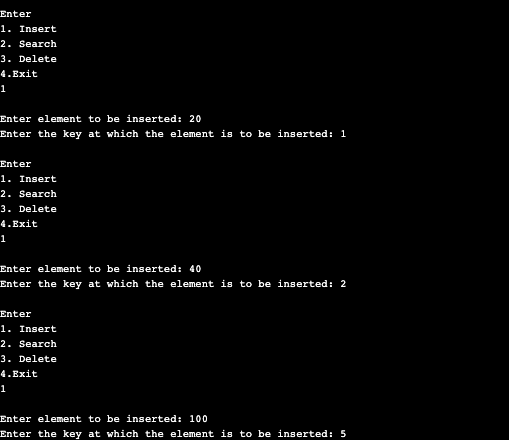 Enter
1. Insert
2. Search
3. Delete
4.Exit
1
Enter element to be inserted: 20
Enter the key at which the element is to be inserted: 1
Enter
1. Insert
2. Search
3. Delete
4.Exit
1
Enter element to be inserted: 40
Enter the key at which the element is to be inserted: 2
Enter
1. Insert
2. Search
3. Delete
4.Exit
1
Enter element to be inserted: 100
Enter the key at which the element is to be inserted: 5